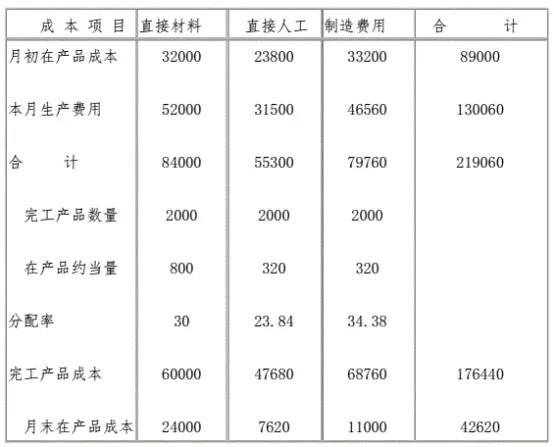 成本项目 直接材料 直接人工 制造费用 合 计
月初在产品成本 32000 23800 33200 89000
本月生产费用 52000 31500 46560 130060
合 计 84000 55300 79760 219060
完工产品数量 2000 2000 2000
在产品约当量 800 320 320
分配率 30 23.84 34.38
完工产品成本 60000 47680 68760 176440
月末在产品成本 24000 7620 11000 42620